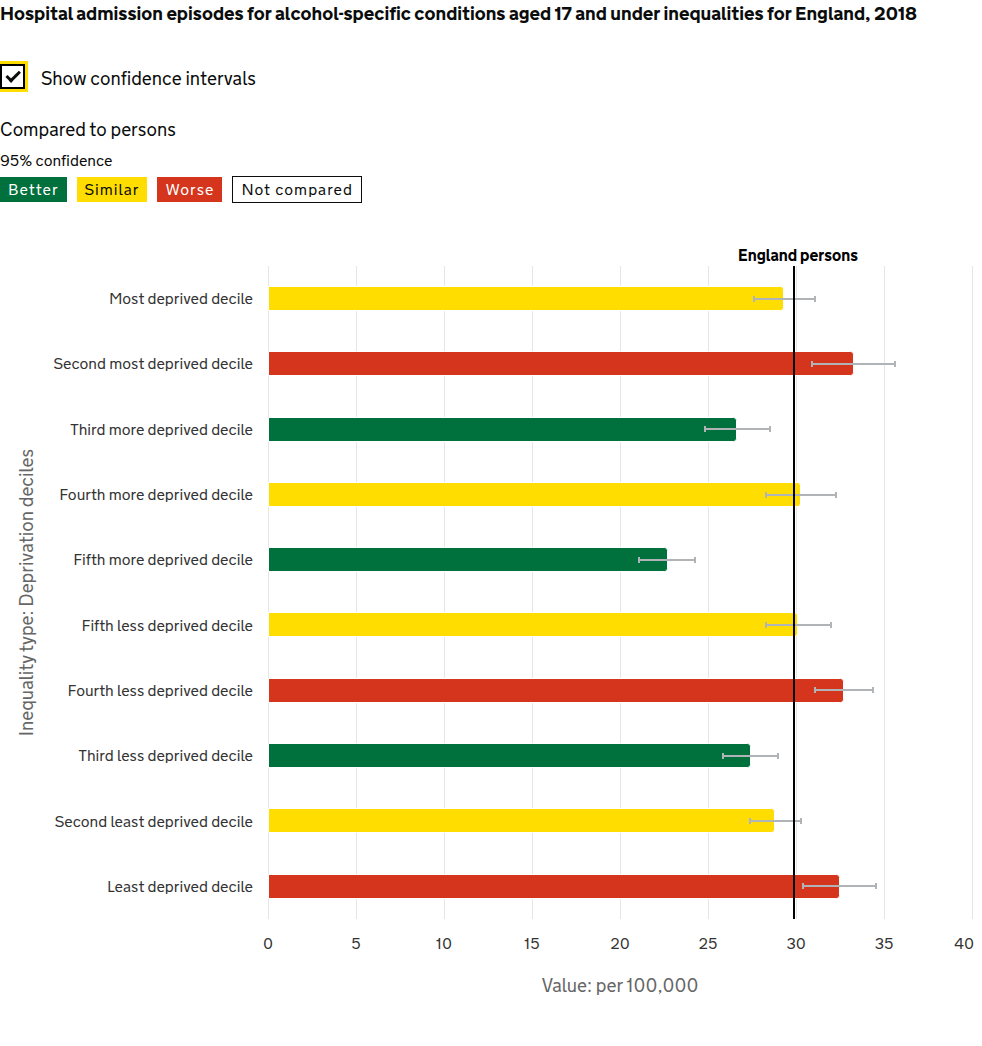 Hospital admission episodes for alcohol-specific conditions aged 17 and under inequalities for England, 2018
Show confidence intervals
Compared to persons
95% confidence
Better Similar Worse Not compared
England persons
Most deprived decile
Second most deprived decile
Third more deprived decile
Fourth more deprived decile
Fifth more deprived decile
Fifth less deprived decile
Fourth less deprived decile
Third less deprived decile
Second least deprived decile
Least deprived decile
Inequality type: Deprivation deciles
0 5 10 15 20 25 30 35 40
Value: per 100,000